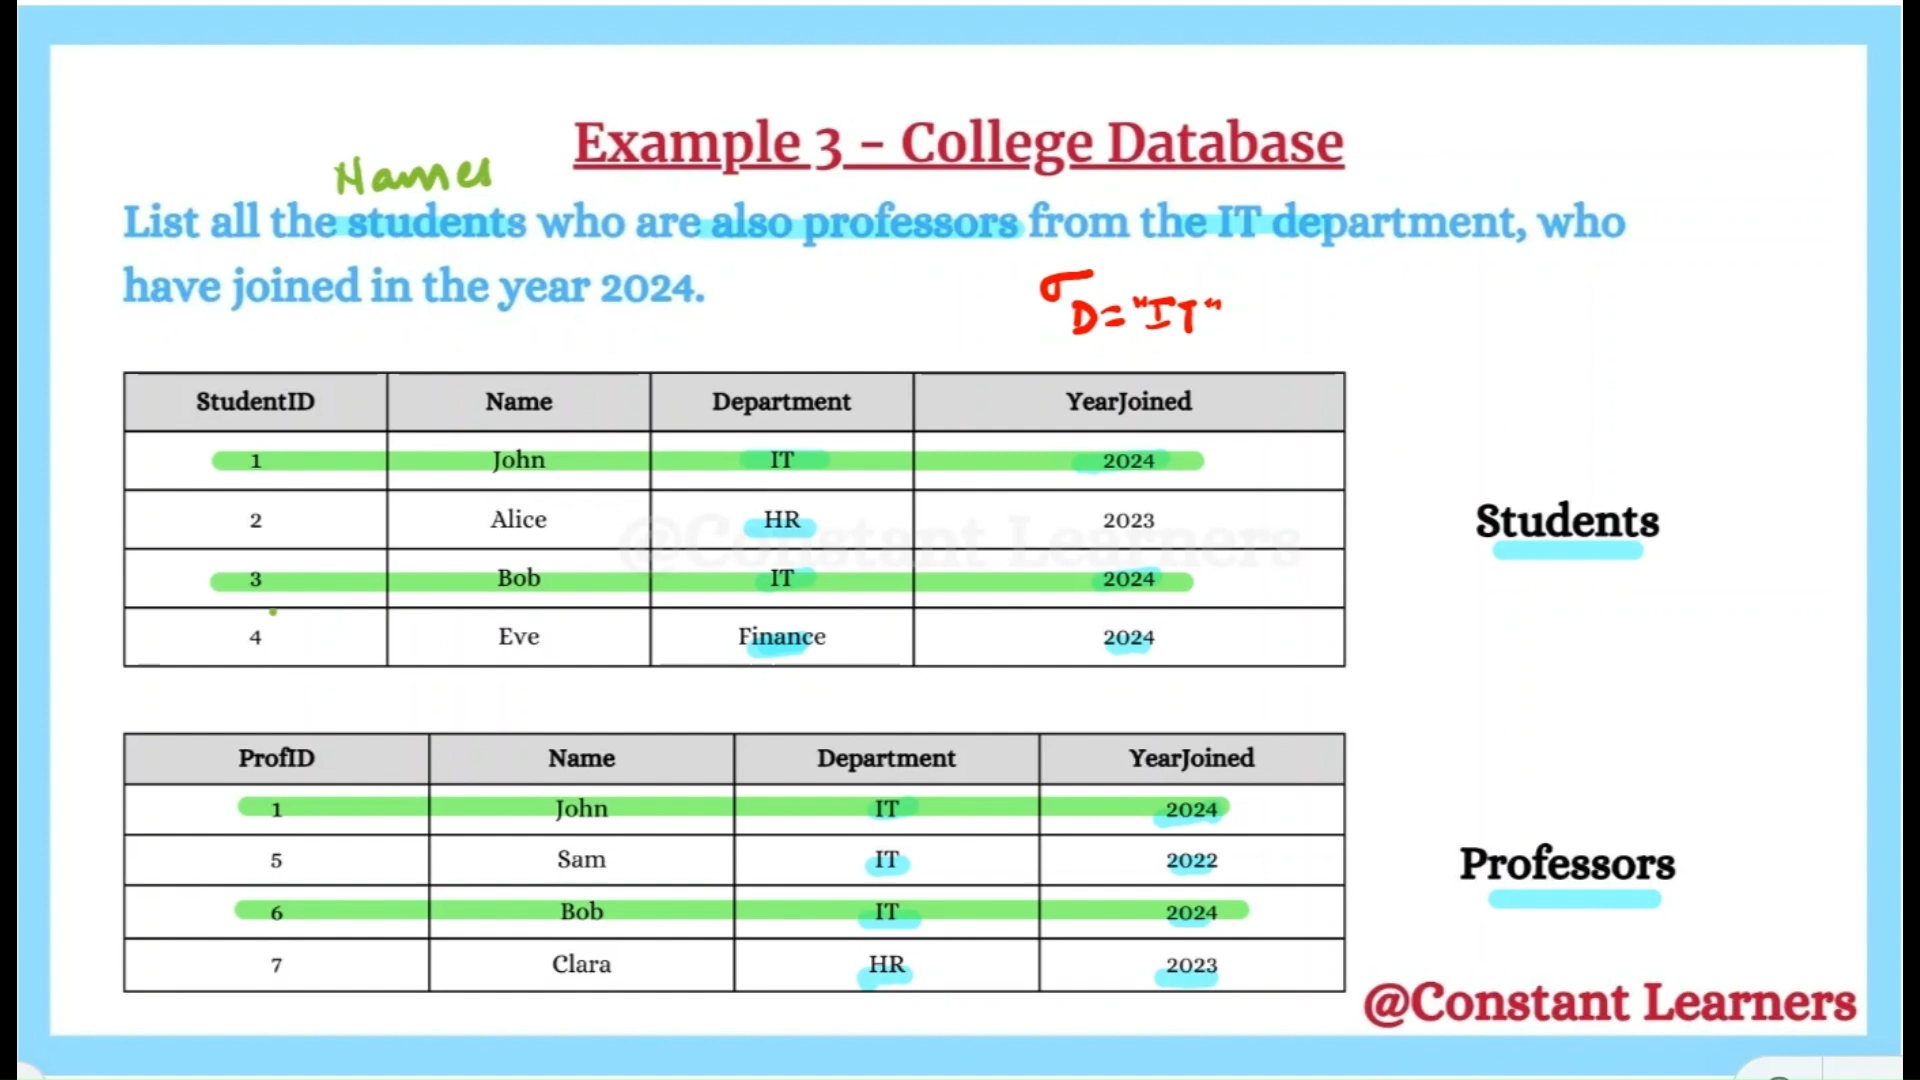 Example 3 - College Database
Names
List all the students who are also professors from the IT department, who
have joined in the year 2024.
σ D="IT"
StudentID Name Department YearJoined
1 John IT 2024
2 Alice HR 2023
3 Bob IT 2024
4 Eve Finance 2024
Students
@Constant Learners
ProfID Name Department YearJoined
1 John IT 2024
5 Sam IT 2022
6 Bob IT 2024
7 Clara HR 2023
Professors
@Constant Learners